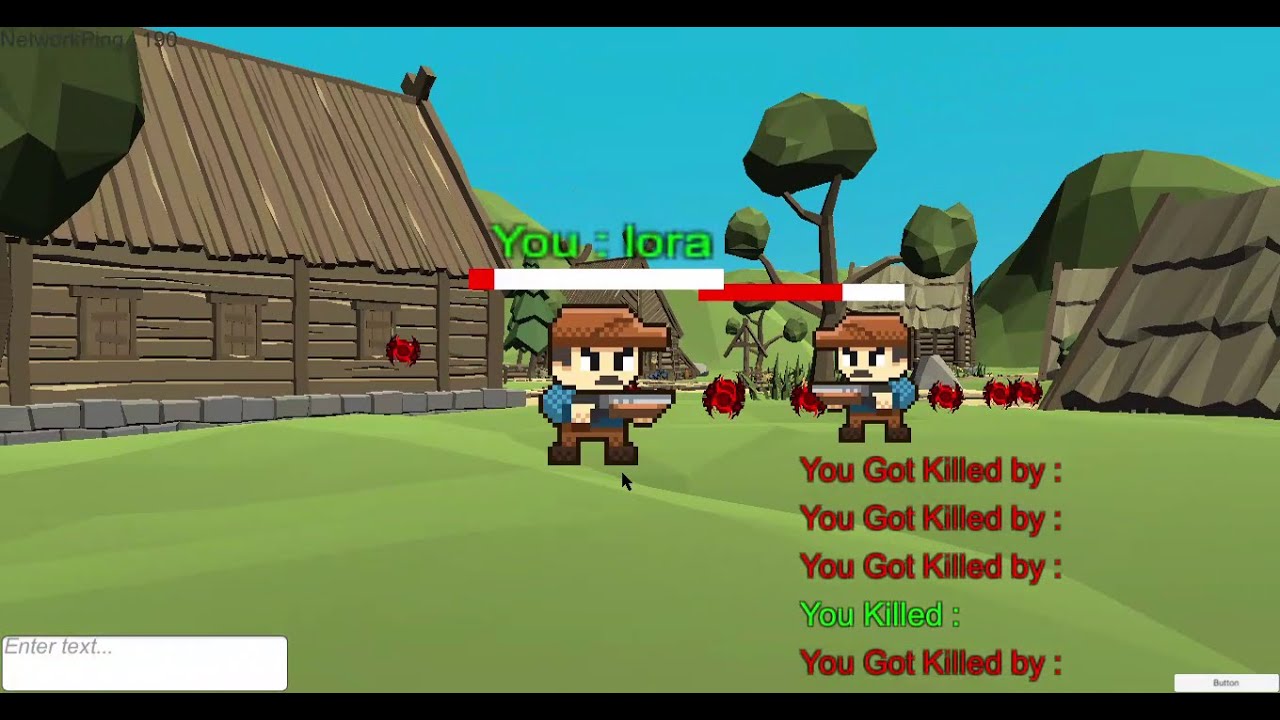 NetworkPing : 190
You : lora
You Got Killed by :
You Got Killed by :
You Got Killed by :
You Killed :
You Got Killed by :
Enter text...
Button